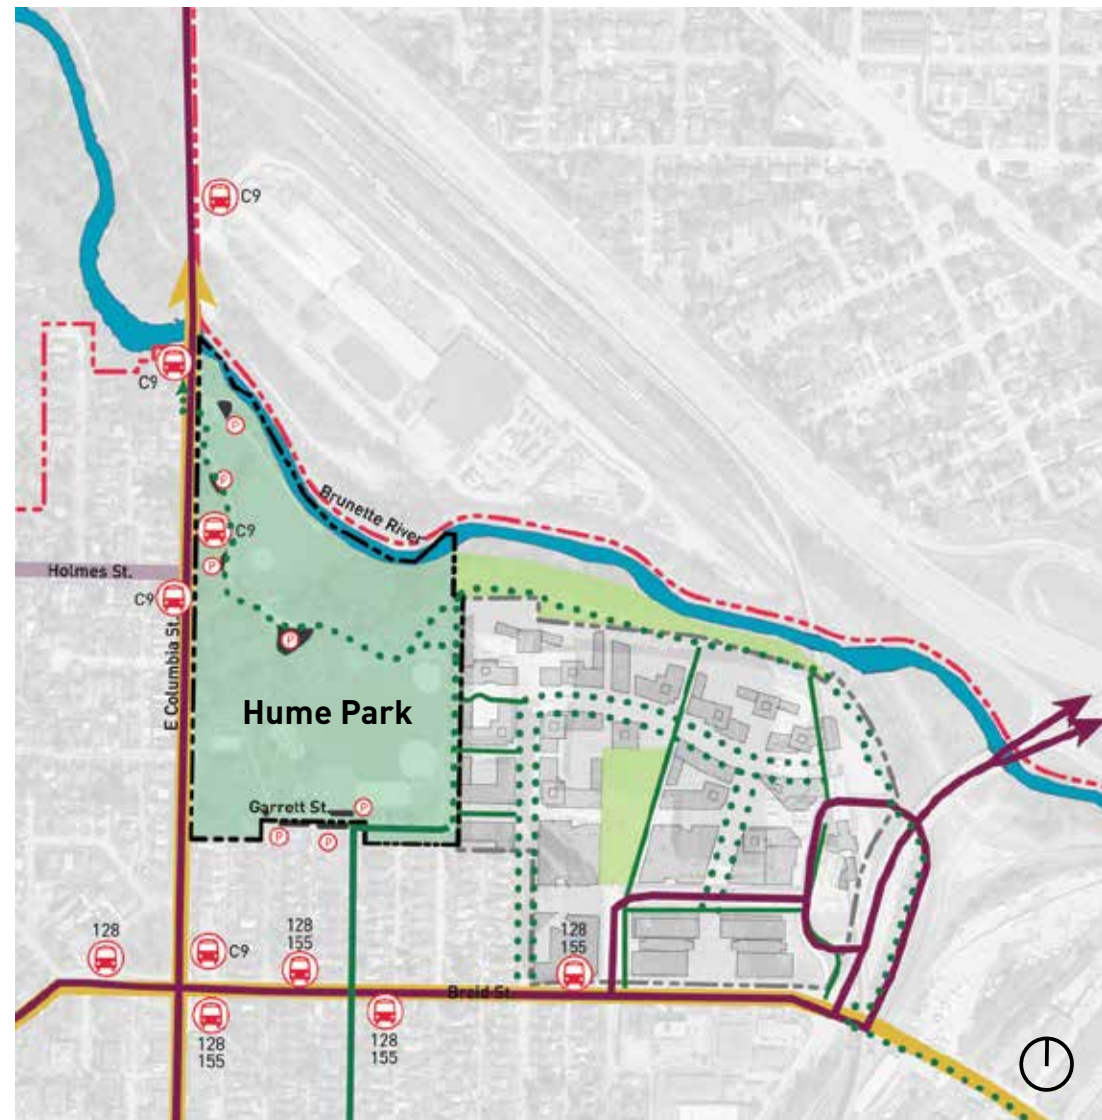 C9
C9
P
P
Brunette River
C9
P
Holmes St.
C9
P
E Columbia St.
Hume Park
Garrett St.
P
P
P
128
128
155
C9
128
155
Braid St.
128
155
128
155